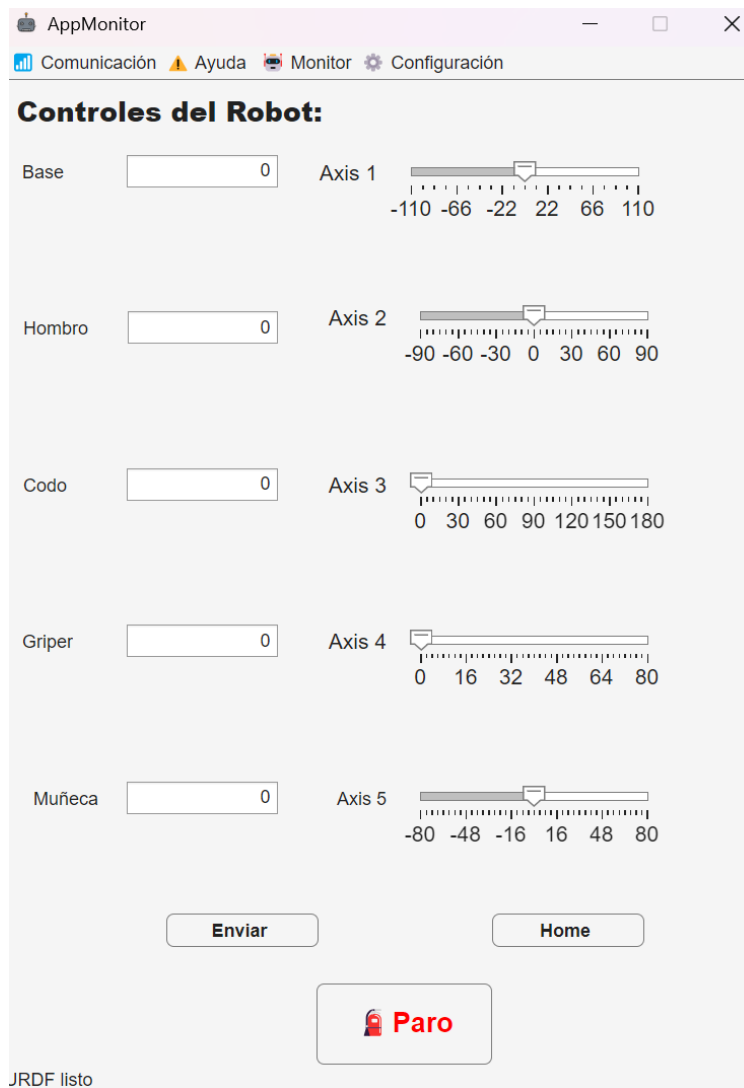 AppMonitor
Comunicación Ayuda Monitor Configuración
Controles del Robot:
Base 0 Axis 1
-110 -66 -22 22 66 110
Hombro 0 Axis 2
-90 -60 -30 0 30 60 90
Codo 0 Axis 3
0 30 60 90 120 150 180
Griper 0 Axis 4
0 16 32 48 64 80
Muñeca 0 Axis 5
-80 -48 -16 16 48 80
Enviar Home
Paro
URDF listo